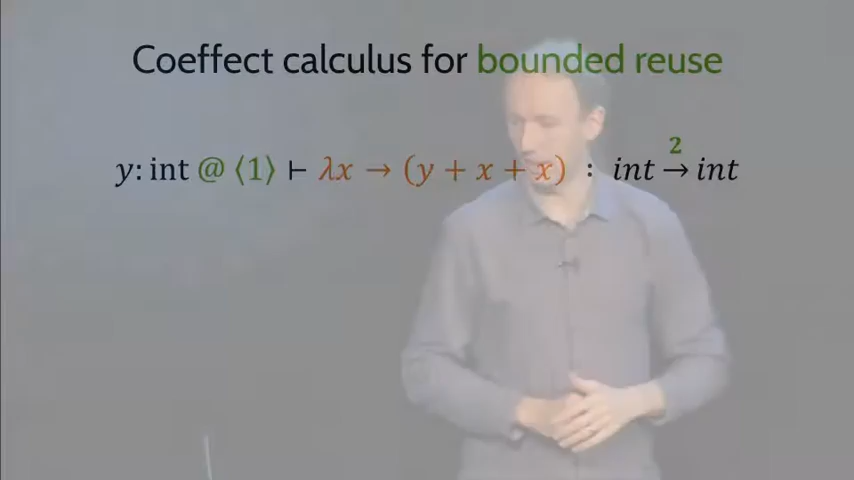 Coeffect calculus for bounded reuse
2
y: int @ ⟨1⟩ ⊢ λx → (y + x + x) : int → int